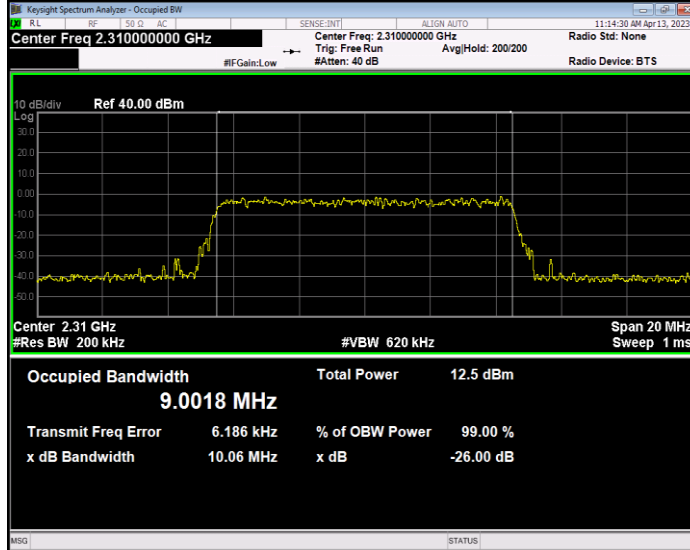 Keysight Spectrum Analyzer - Occupied BW
RL RF 50 Ω AC SENSE:INT ALIGN AUTO 11:14:30 AM Apr 13, 2023
Center Freq 2.310000000 GHz
Center Freq: 2.310000000 GHz Radio Std: None
Trig: Free Run Avg|Hold: 200/200
#IFGain:Low #Atten: 40 dB Radio Device: BTS
10 dB/div Ref 40.00 dBm
Log
30.0
20.0
10.0
0.00
-10.0
-20.0
-30.0
-40.0
-50.0
Center 2.31 GHz Span 20 MHz
#Res BW 200 kHz #VBW 620 kHz Sweep 1 ms
Occupied Bandwidth Total Power 12.5 dBm
9.0018 MHz
Transmit Freq Error 6.186 kHz % of OBW Power 99.00 %
x dB Bandwidth 10.06 MHz x dB -26.00 dB
MSG STATUS